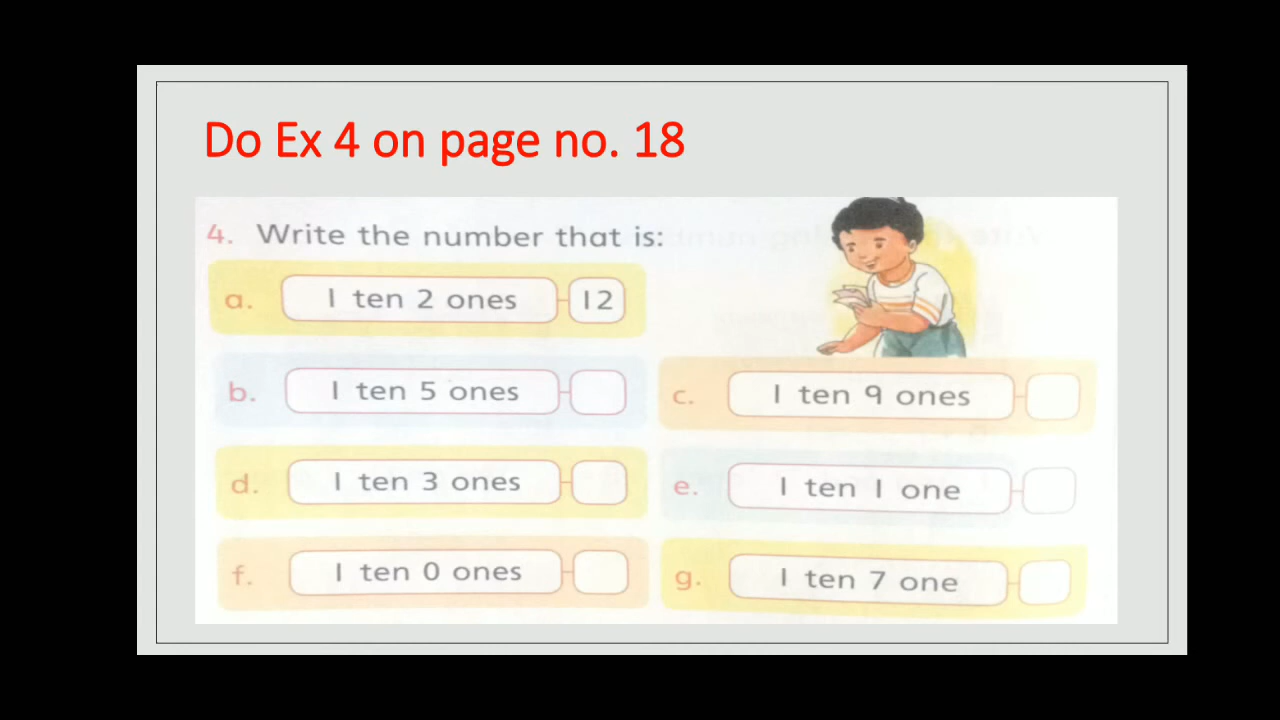 Do Ex 4 on page no. 18
4. Write the number that is:
a. 1 ten 2 ones 12
b. 1 ten 5 ones
c. 1 ten 9 ones
d. 1 ten 3 ones
e. 1 ten 1 one
f. 1 ten 0 ones
g. 1 ten 7 one